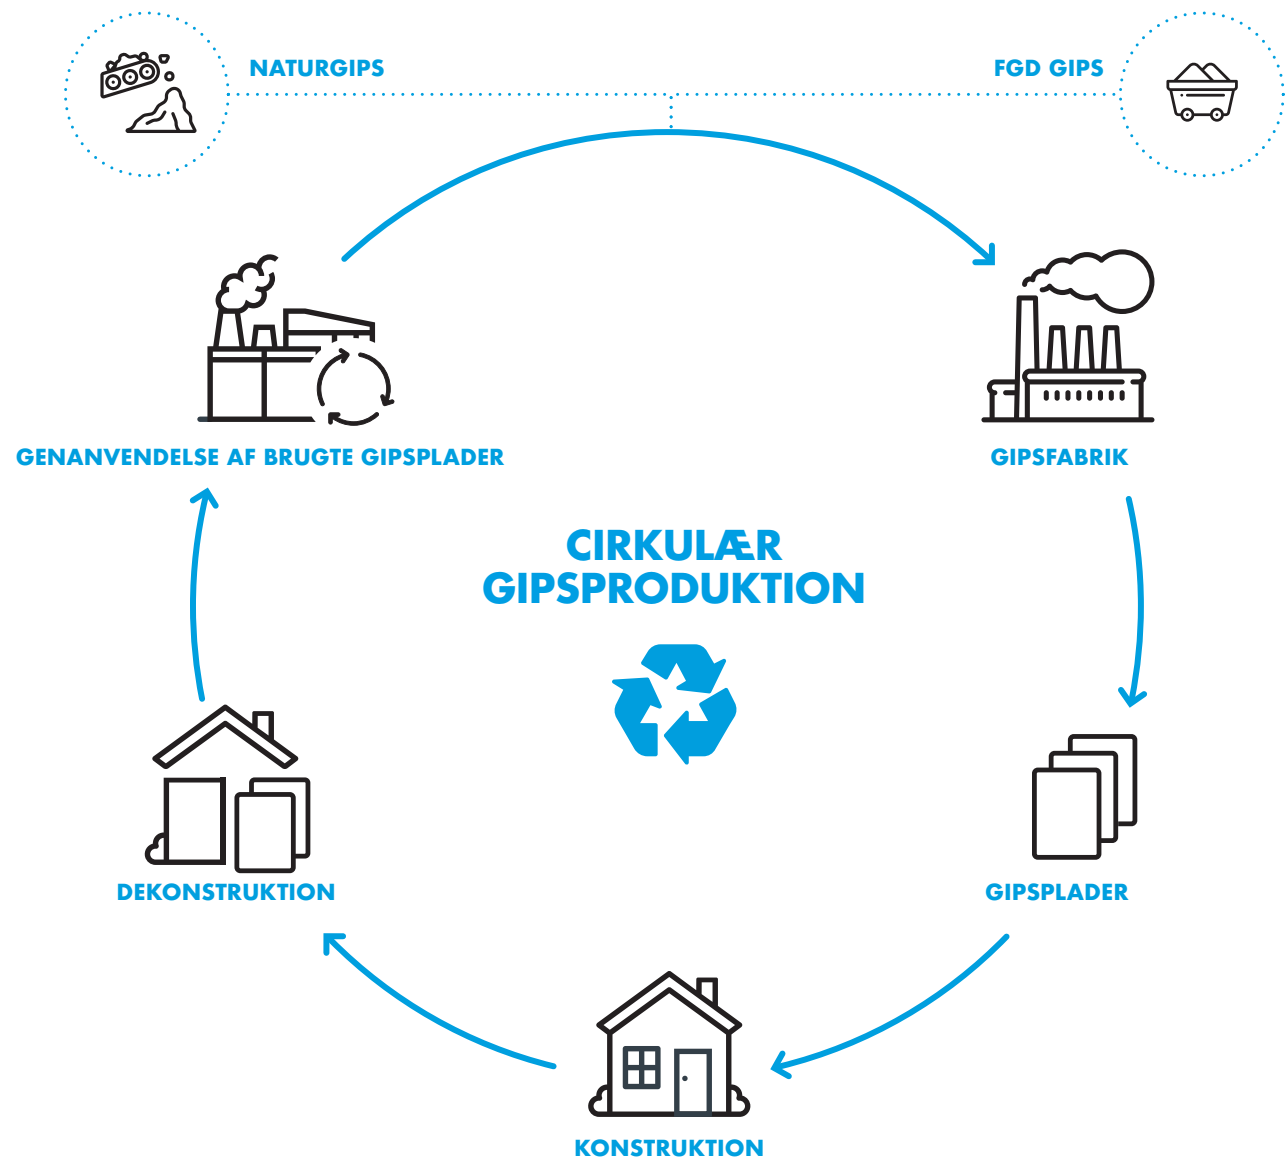 NATURGIPS
FGD GIPS
GENANVENDELSE AF BRUGTE GIPSPLADER
GIPSFABRIK
CIRKULÆR
GIPSPRODUKTION
DEKONSTRUKTION
GIPSPLADER
KONSTRUKTION